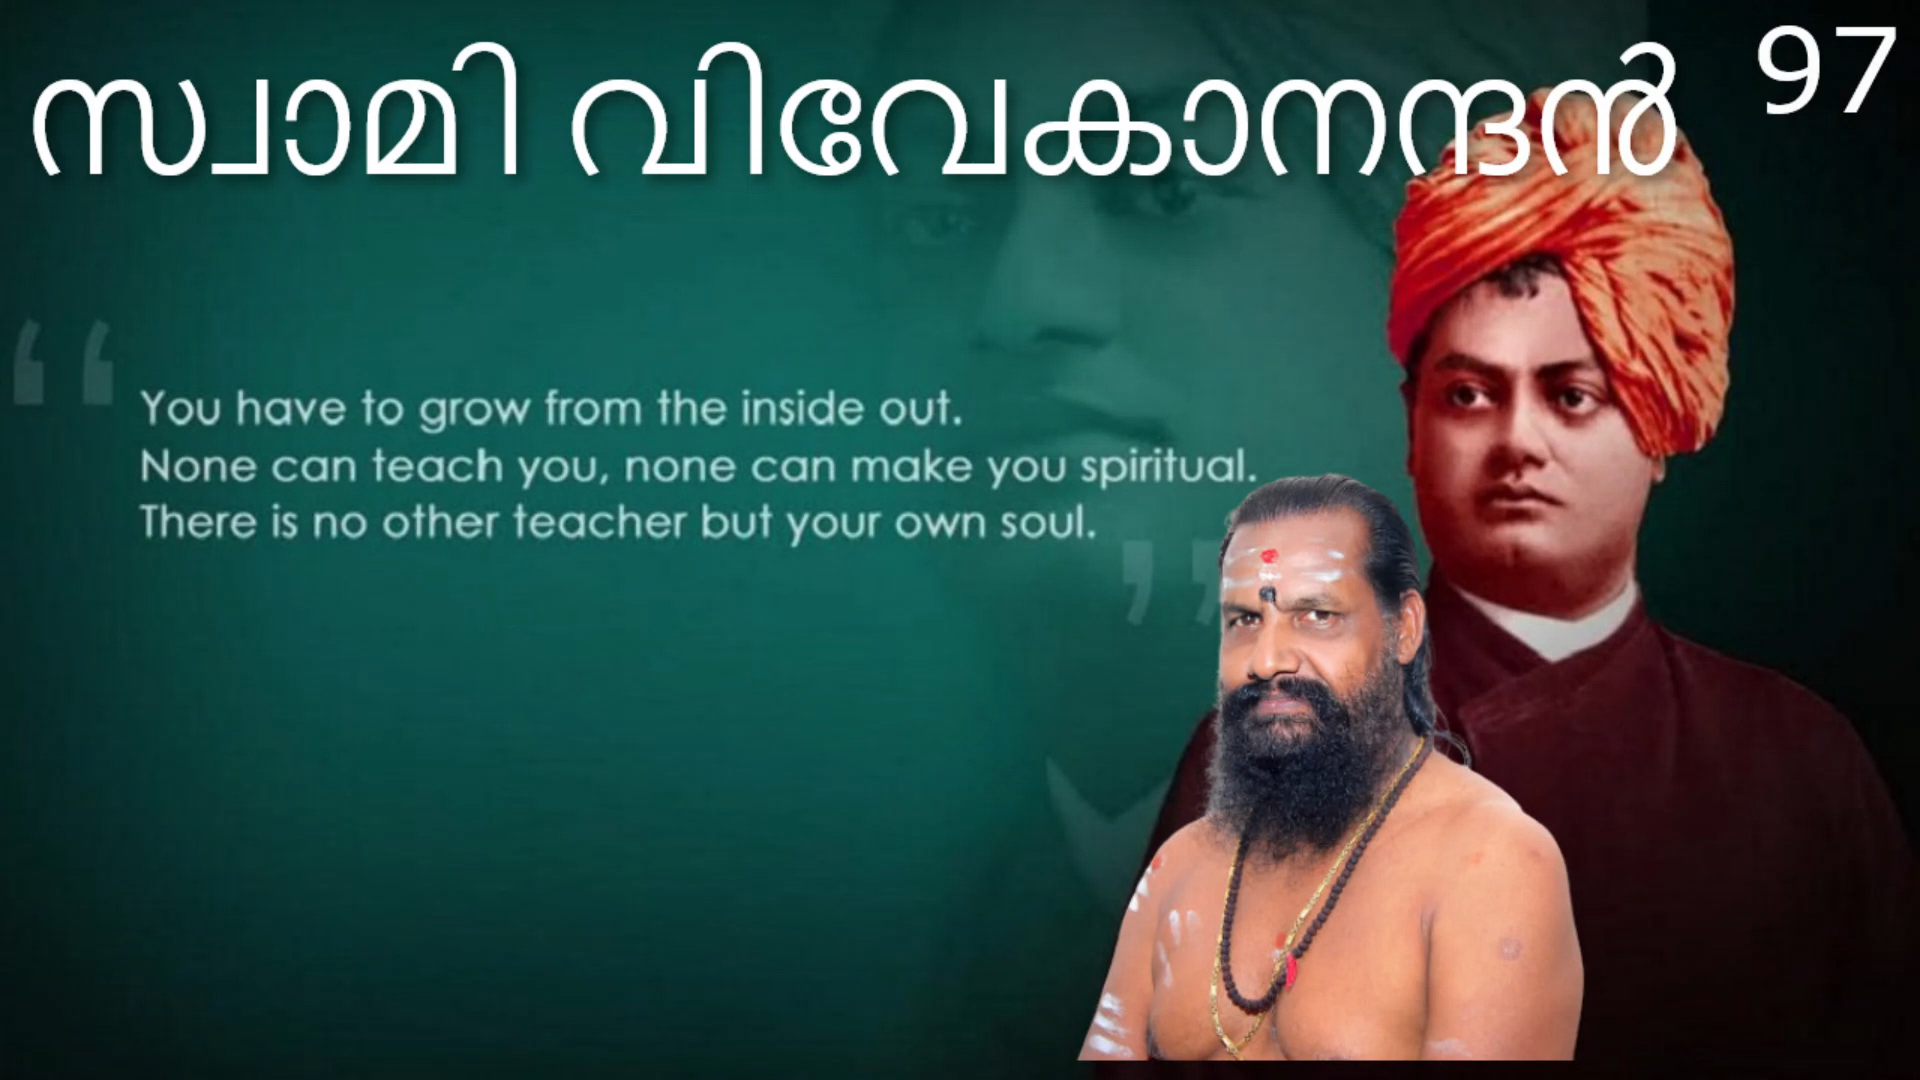 സ്വാമി വിവേകാനന്ദൻ 97
“
You have to grow from the inside out.
None can teach you, none can make you spiritual.
There is no other teacher but your own soul.
”